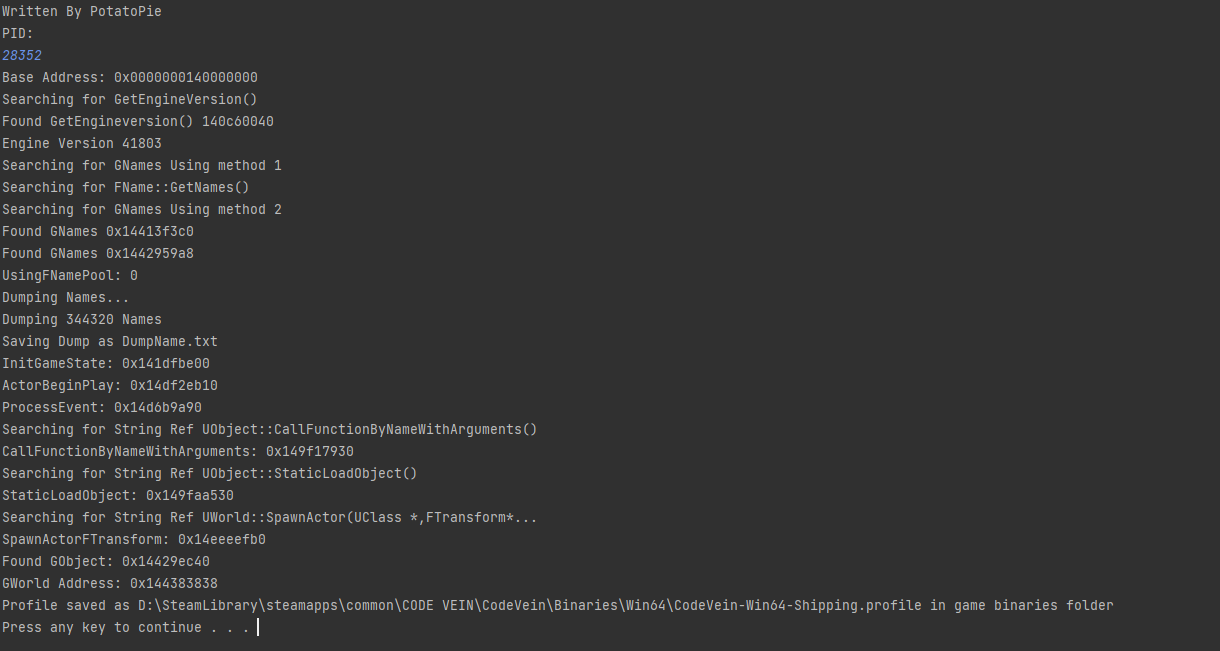 Written By PotatoPie
PID:
28352
Base Address: 0x0000000140000000
Searching for GetEngineVersion()
Found GetEngineversion() 140c60040
Engine Version 41803
Searching for GNames Using method 1
Searching for FName::GetNames()
Searching for GNames Using method 2
Found GNames 0x14413f3c0
Found GNames 0x1442959a8
UsingFNamePool: 0
Dumping Names...
Dumping 344320 Names
Saving Dump as DumpName.txt
InitGameState: 0x141dfbe00
ActorBeginPlay: 0x14df2eb10
ProcessEvent: 0x14d6b9a90
Searching for String Ref UObject::CallFunctionByNameWithArguments()
CallFunctionByNameWithArguments: 0x149f17930
Searching for String Ref UObject::StaticLoadObject()
StaticLoadObject: 0x149faa530
Searching for String Ref UWorld::SpawnActor(UClass *,FTransform*...
SpawnActorFTransform: 0x14eeeefb0
Found GObject: 0x14429ec40
GWorld Address: 0x144383838
Profile saved as D:\SteamLibrary\steamapps\common\CODE VEIN\CodeVein\Binaries\Win64\CodeVein-Win64-Shipping.profile in game binaries folder
Press any key to continue . . .